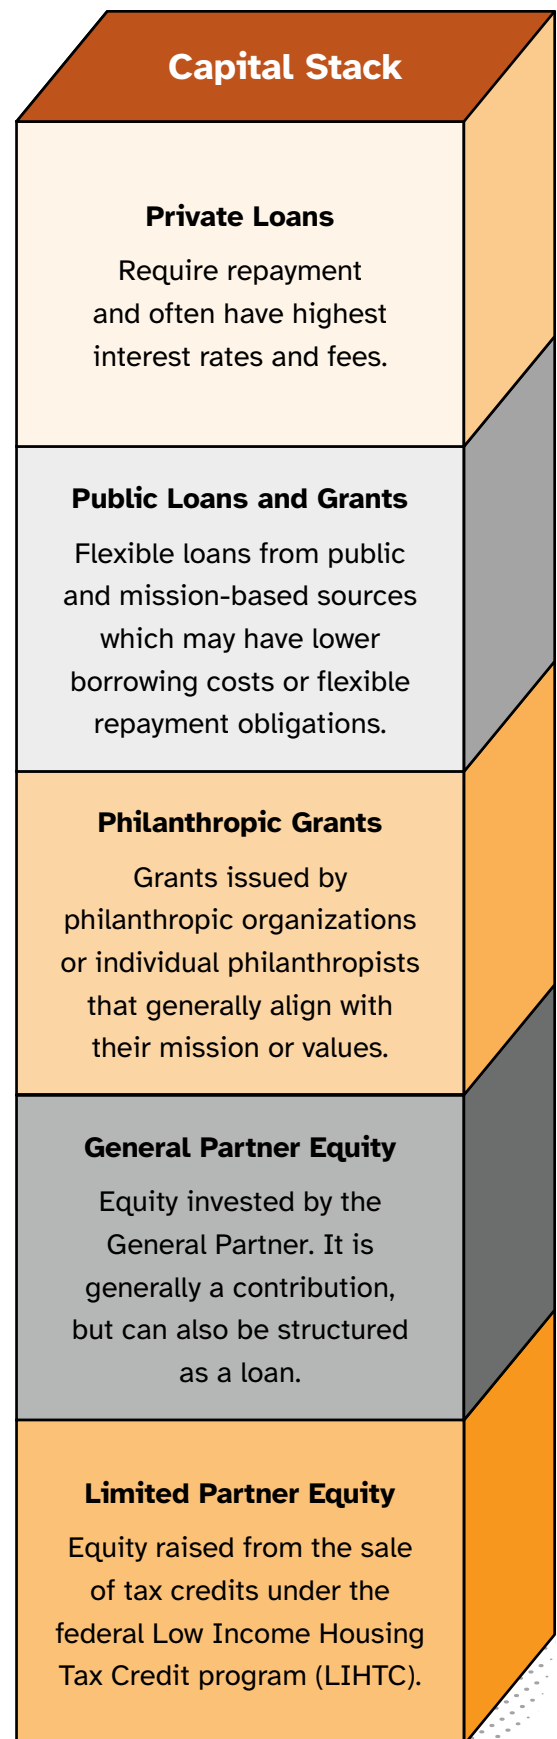 Capital Stack
Private Loans
Require repayment
and often have highest
interest rates and fees.
Public Loans and Grants
Flexible loans from public
and mission-based sources
which may have lower
borrowing costs or flexible
repayment obligations.
Philanthropic Grants
Grants issued by
philanthropic organizations
or individual philanthropists
that generally align with
their mission or values.
General Partner Equity
Equity invested by the
General Partner. It is
generally a contribution,
but can also be structured
as a loan.
Limited Partner Equity
Equity raised from the sale
of tax credits under the
federal Low Income Housing
Tax Credit program (LIHTC).